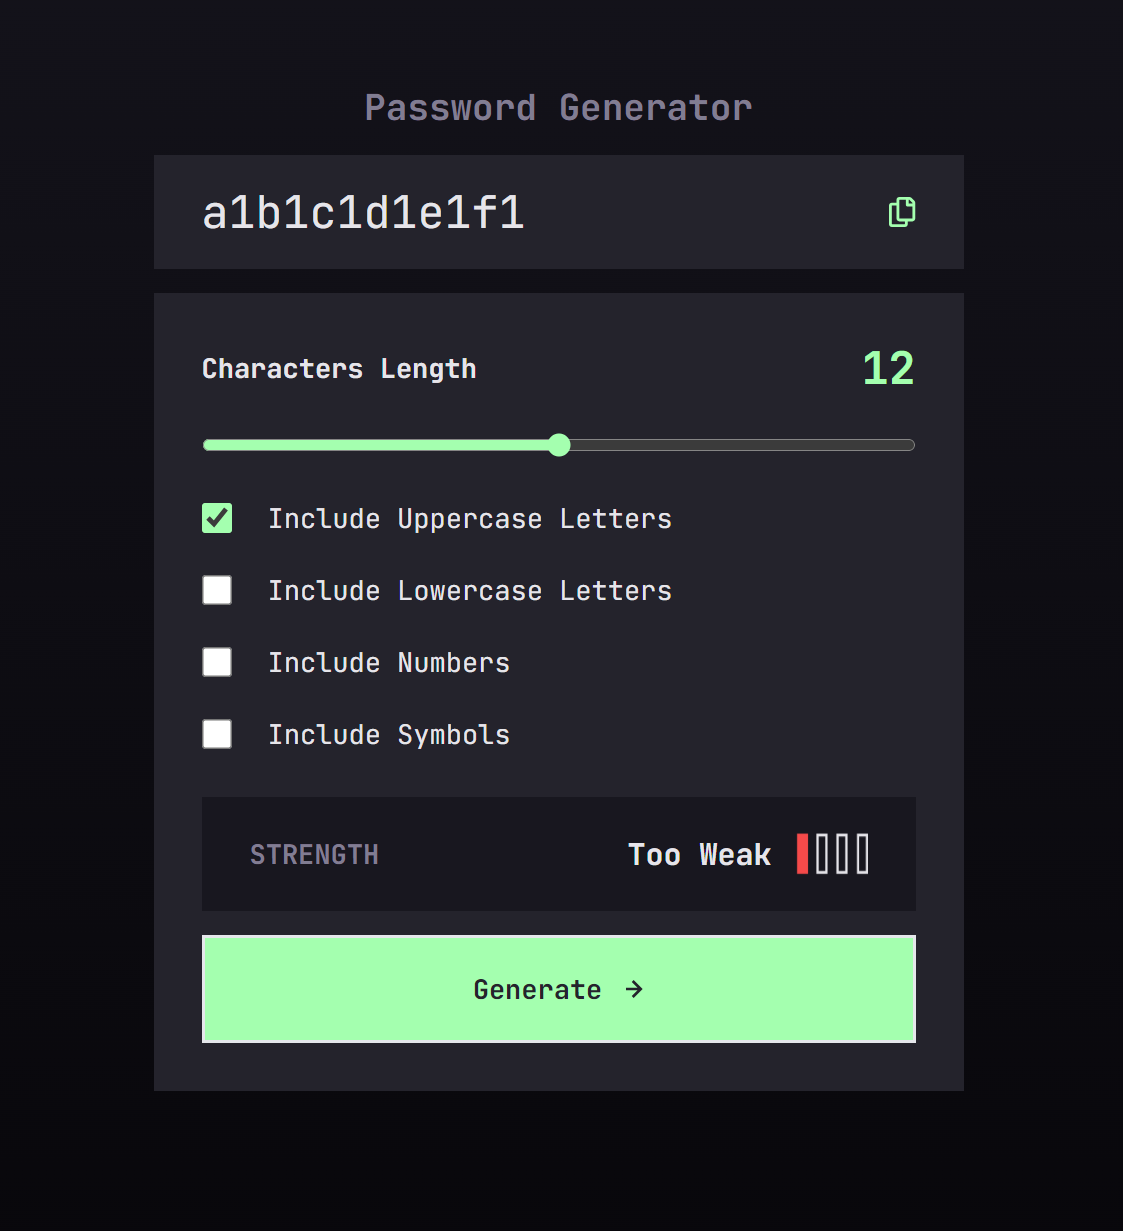 Password Generator
a1b1c1d1e1f1
Characters Length 12
Include Uppercase Letters
Include Lowercase Letters
Include Numbers
Include Symbols
STRENGTH Too Weak
Generate →